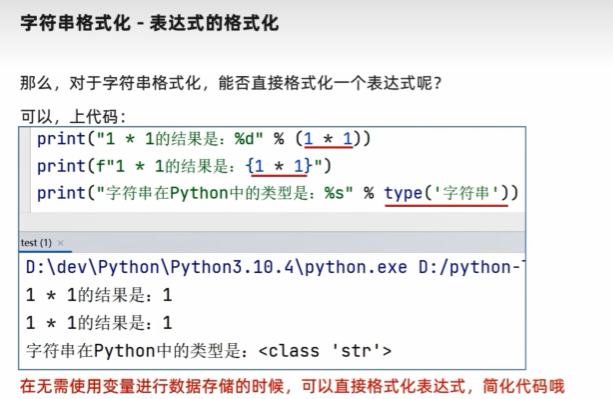 字符串格式化 - 表达式的格式化
那么，对于字符串格式化，能否直接格式化一个表达式呢？
可以，上代码：
print("1 * 1的结果是：%d" % (1 * 1))
print(f"1 * 1的结果是：{1 * 1}")
print("字符串在Python中的类型是：%s" % type('字符串'))
test (1) ×
D:\dev\Python\Python3.10.4\python.exe D:/python-
1 * 1的结果是：1
1 * 1的结果是：1
字符串在Python中的类型是：<class 'str'>
在无需使用变量进行数据存储的时候，可以直接格式化表达式，简化代码哦